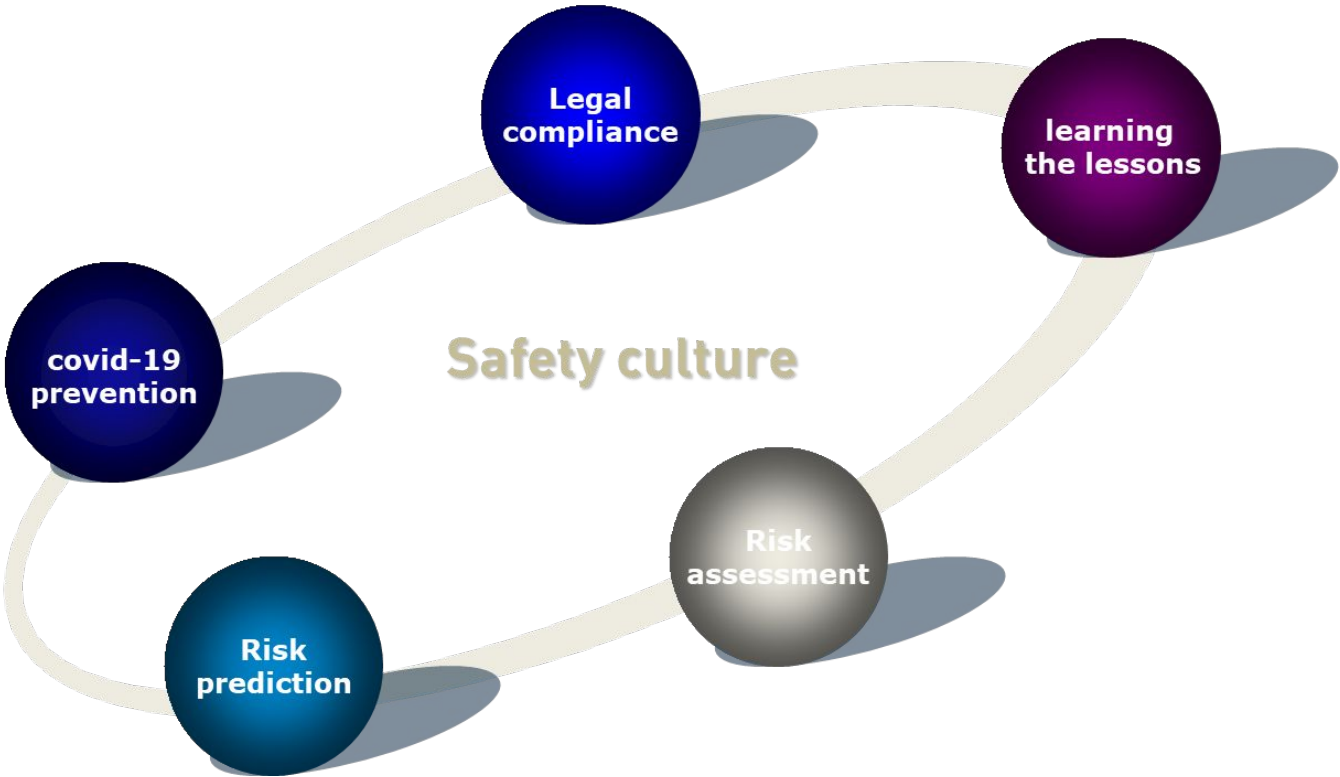 Legal
compliance
learning
the lessons
covid-19
prevention
Safety culture
Risk
assessment
Risk
prediction